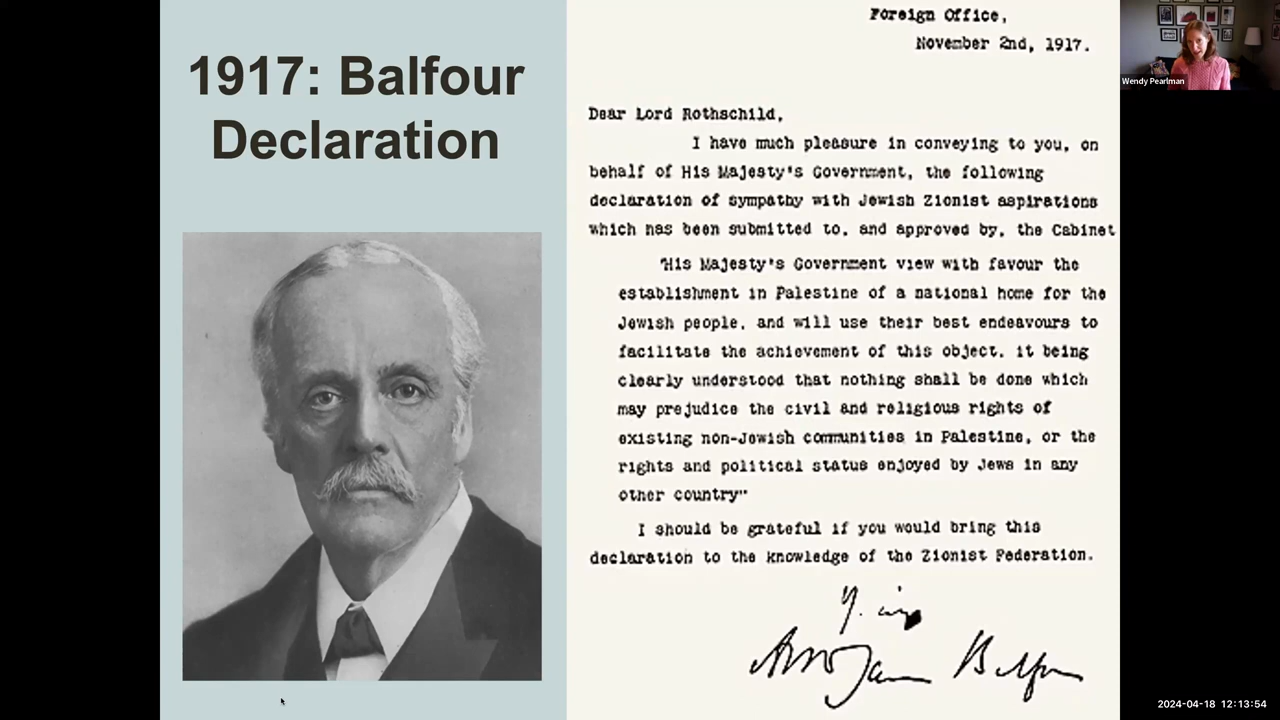 1917: Balfour
Declaration
Foreign Office,
November 2nd, 1917.
Dear Lord Rothschild,
I have much pleasure in conveying to you, on
behalf of His Majesty's Government, the following
declaration of sympathy with Jewish Zionist aspirations
which has been submitted to, and approved by, the Cabinet
"His Majesty's Government view with favour the
establishment in Palestine of a national home for the
Jewish people, and will use their best endeavours to
facilitate the achievement of this object, it being
clearly understood that nothing shall be done which
may prejudice the civil and religious rights of
existing non-Jewish communities in Palestine, or the
rights and political status enjoyed by Jews in any
other country"
I should be grateful if you would bring this
declaration to the knowledge of the Zionist Federation.
Balfour
Wendy Pearlman
2024-04-18 12:13:54